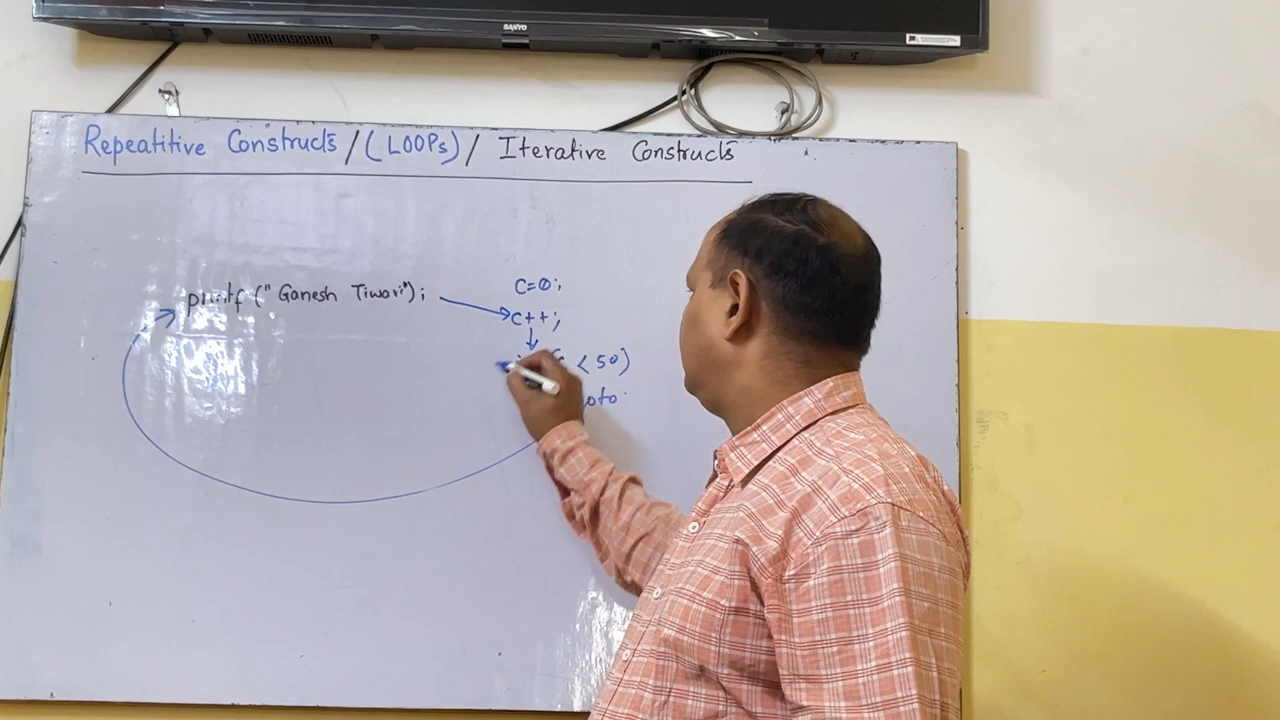 SANYO
Repeatitive Constructs / (LOOPs) / Iterative Constructs
printf (" Ganesh Tiwari");
c=0;
c++;
< 50)